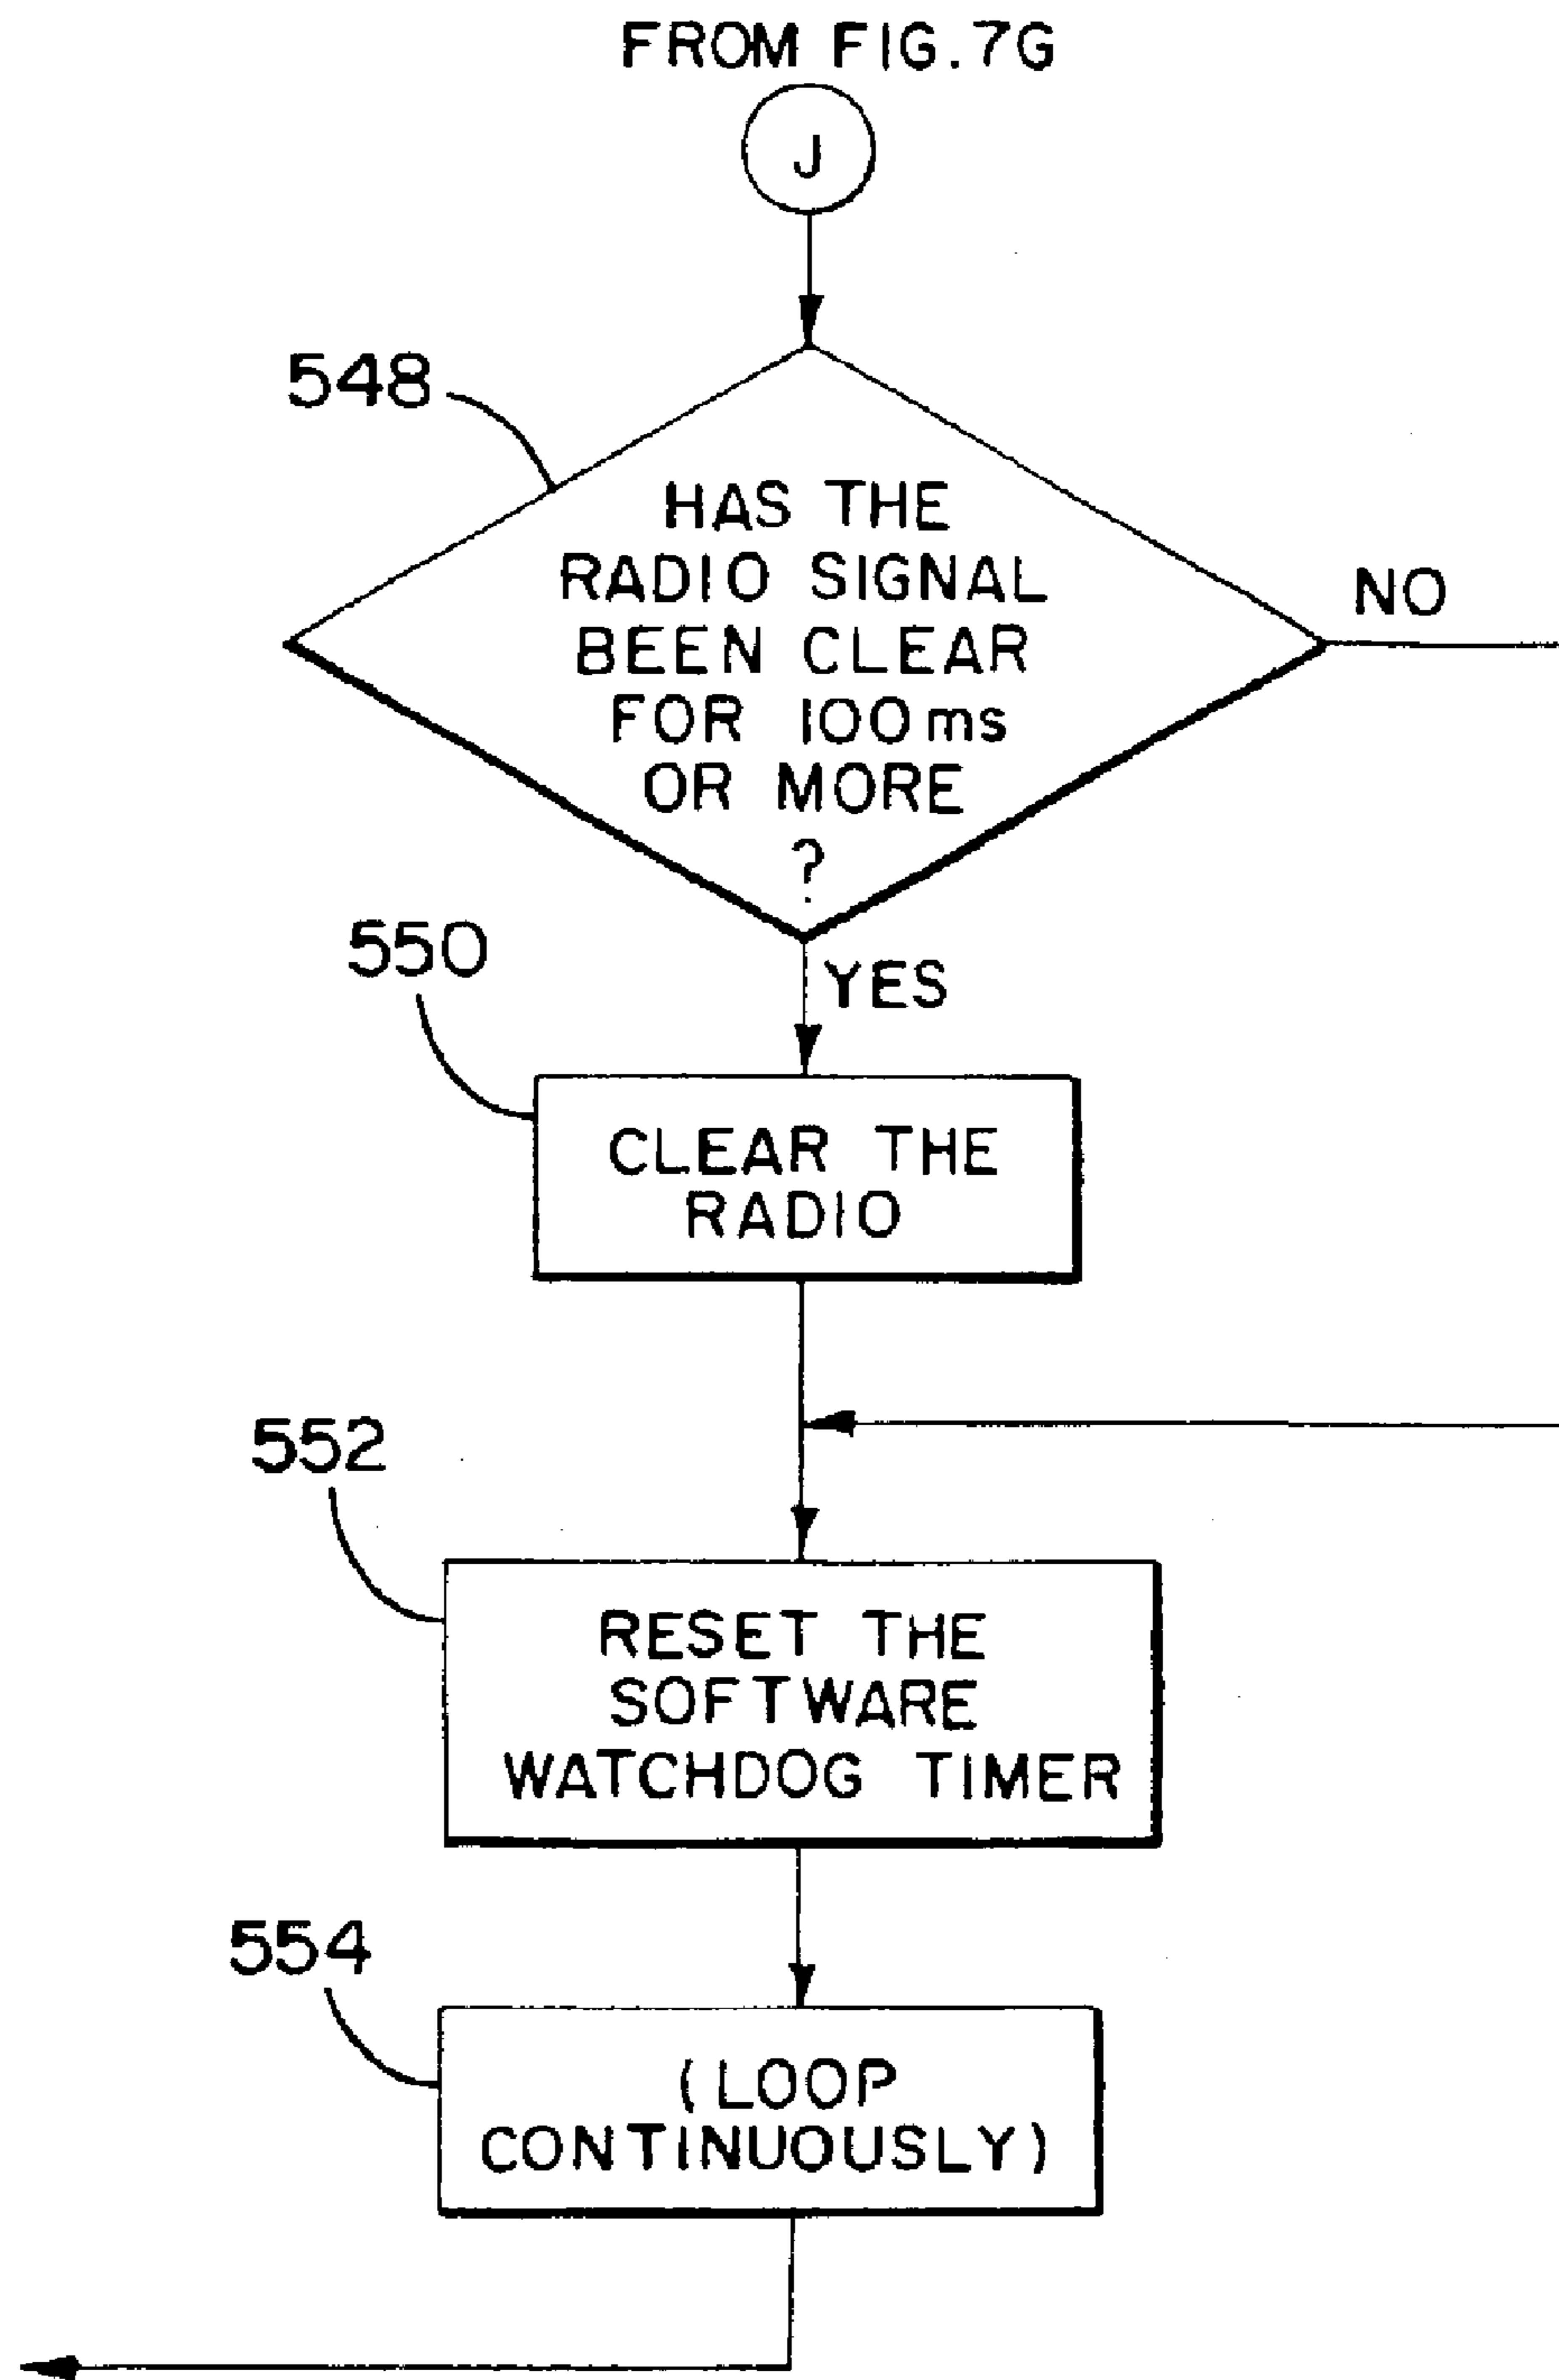 FROM FIG. 7G
J
548
HAS THE
RADIO SIGNAL
BEEN CLEAR
FOR 100ms
OR MORE
?
NO
YES
550
CLEAR THE
RADIO
552
RESET THE
SOFTWARE
WATCHDOG TIMER
554
(LOOP
CONTINUOUSLY)